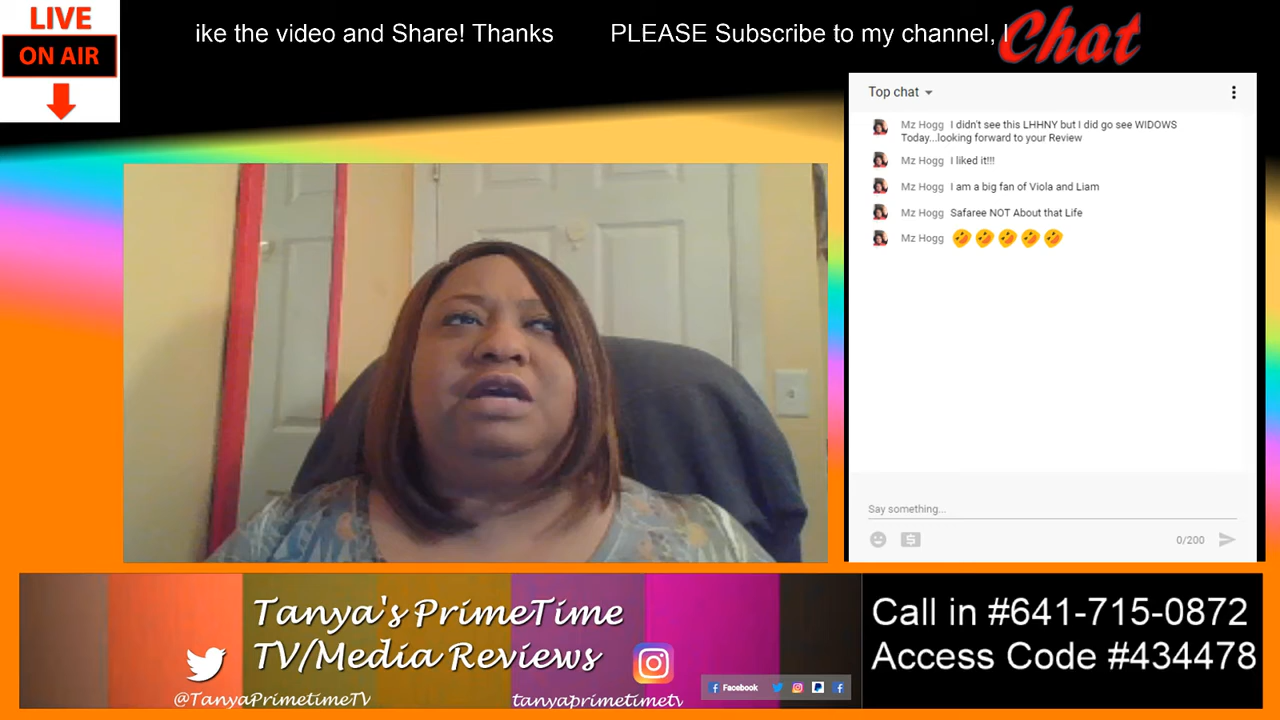 LIVE
ON AIR
ike the video and Share! Thanks PLEASE Subscribe to my channel, l
Chat
Top chat
Mz Hogg I didn't see this LHHNY but I did go see WIDOWS
Today...looking forward to your Review
Mz Hogg I liked it!!!
Mz Hogg I am a big fan of Viola and Liam
Mz Hogg Safaree NOT About that Life
Mz Hogg 🤣🤣🤣🤣🤣
Say something...
0/200
Tanya's PrimeTime
TV/Media Reviews
@TanyaPrimetimeTV
tanyaprimetimetv
Facebook
Call in #641-715-0872
Access Code #434478